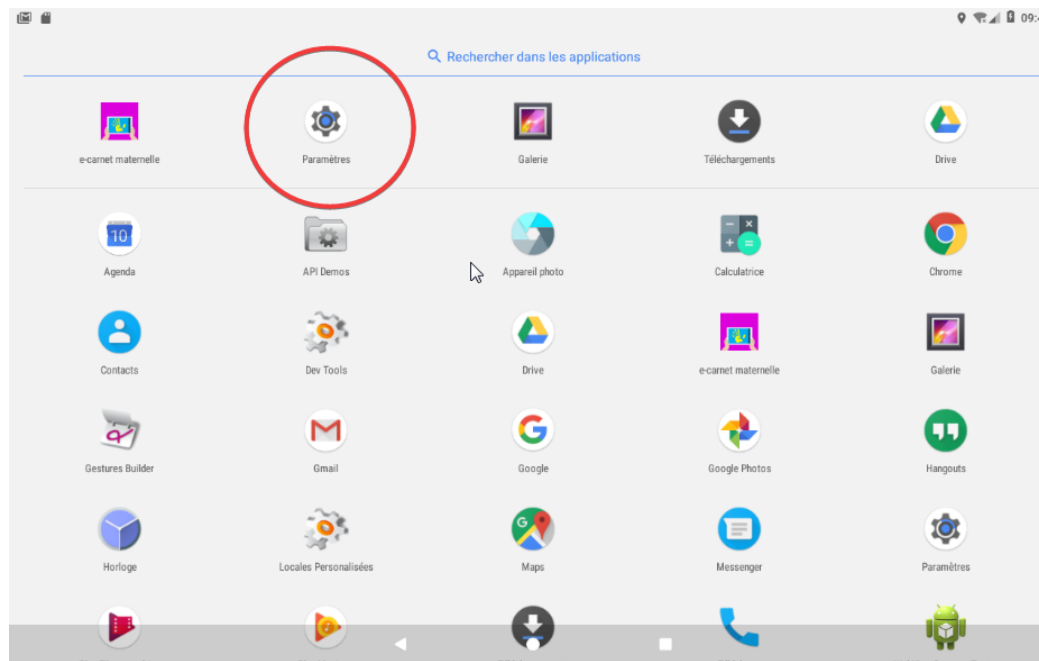 09:4
Rechercher dans les applications
e-carnet maternelle
Paramètres
Galerie
Téléchargements
Drive
10
Agenda
API Demos
Appareil photo
Calculatrice
Chrome
Contacts
Dev Tools
Drive
e-carnet maternelle
Galerie
Gestures Builder
Gmail
Google
Google Photos
Hangouts
Horloge
Locales Personalisées
Maps
Messenger
Paramètres